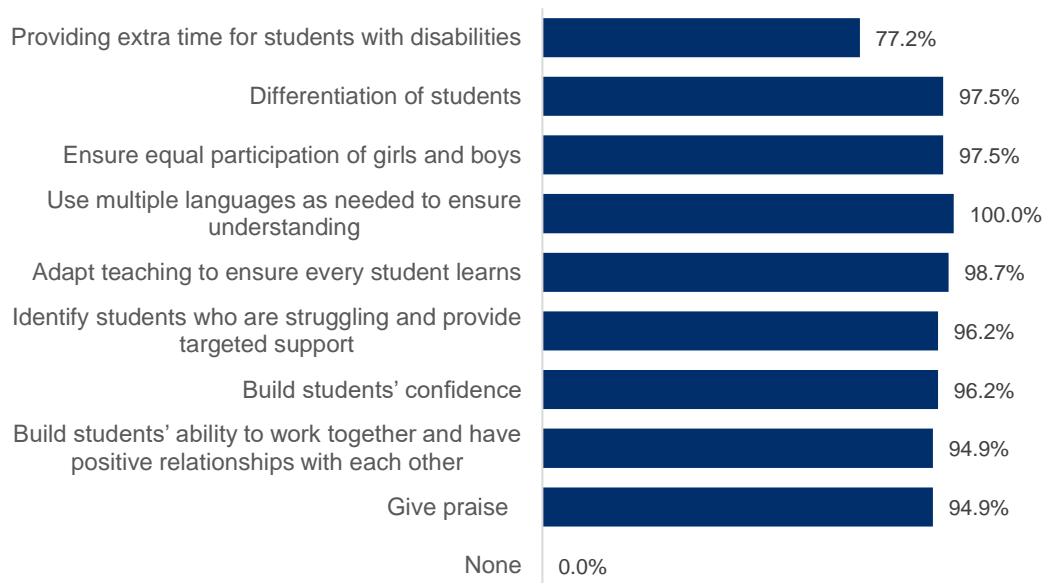 Providing extra time for students with disabilities
77.2%
Differentiation of students
97.5%
Ensure equal participation of girls and boys
97.5%
Use multiple languages as needed to ensure
understanding
100.0%
Adapt teaching to ensure every student learns
98.7%
Identify students who are struggling and provide
targeted support
96.2%
Build students’ confidence
96.2%
Build students’ ability to work together and have
positive relationships with each other
94.9%
Give praise
94.9%
None
0.0%